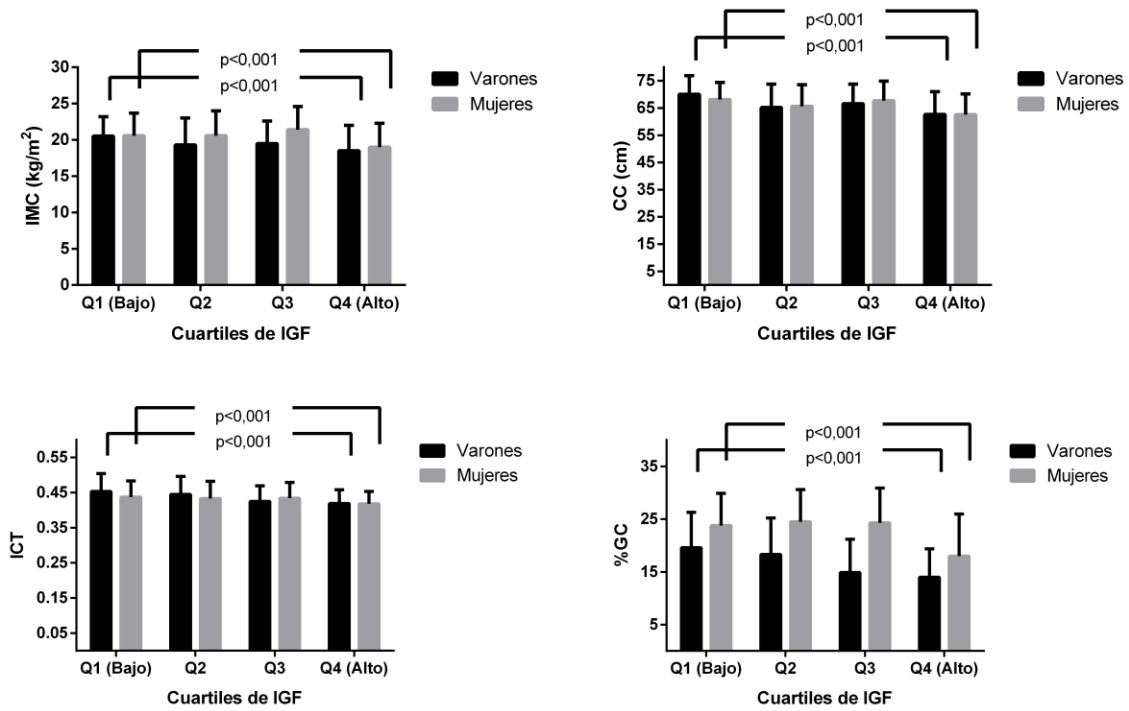 p<0,001
p<0,001
IMC (kg/m²)
30
25
20
15
10
5
0
Q1 (Bajo) Q2 Q3 Q4 (Alto)
Cuartiles de IGF
Varones
Mujeres
p<0,001
p<0,001
CC (cm)
75
65
55
45
35
25
15
5
Q1 (Bajo) Q2 Q3 Q4 (Alto)
Cuartiles de IGF
Varones
Mujeres
p<0,001
p<0,001
ICT
0.55
0.45
0.35
0.25
0.15
0.05
Q1 (Bajo) Q2 Q3 Q4 (Alto)
Cuartiles de IGF
Varones
Mujeres
p<0,001
p<0,001
%GC
35
25
15
5
Q1 (Bajo) Q2 Q3 Q4 (Alto)
Cuartiles de IGF
Varones
Mujeres